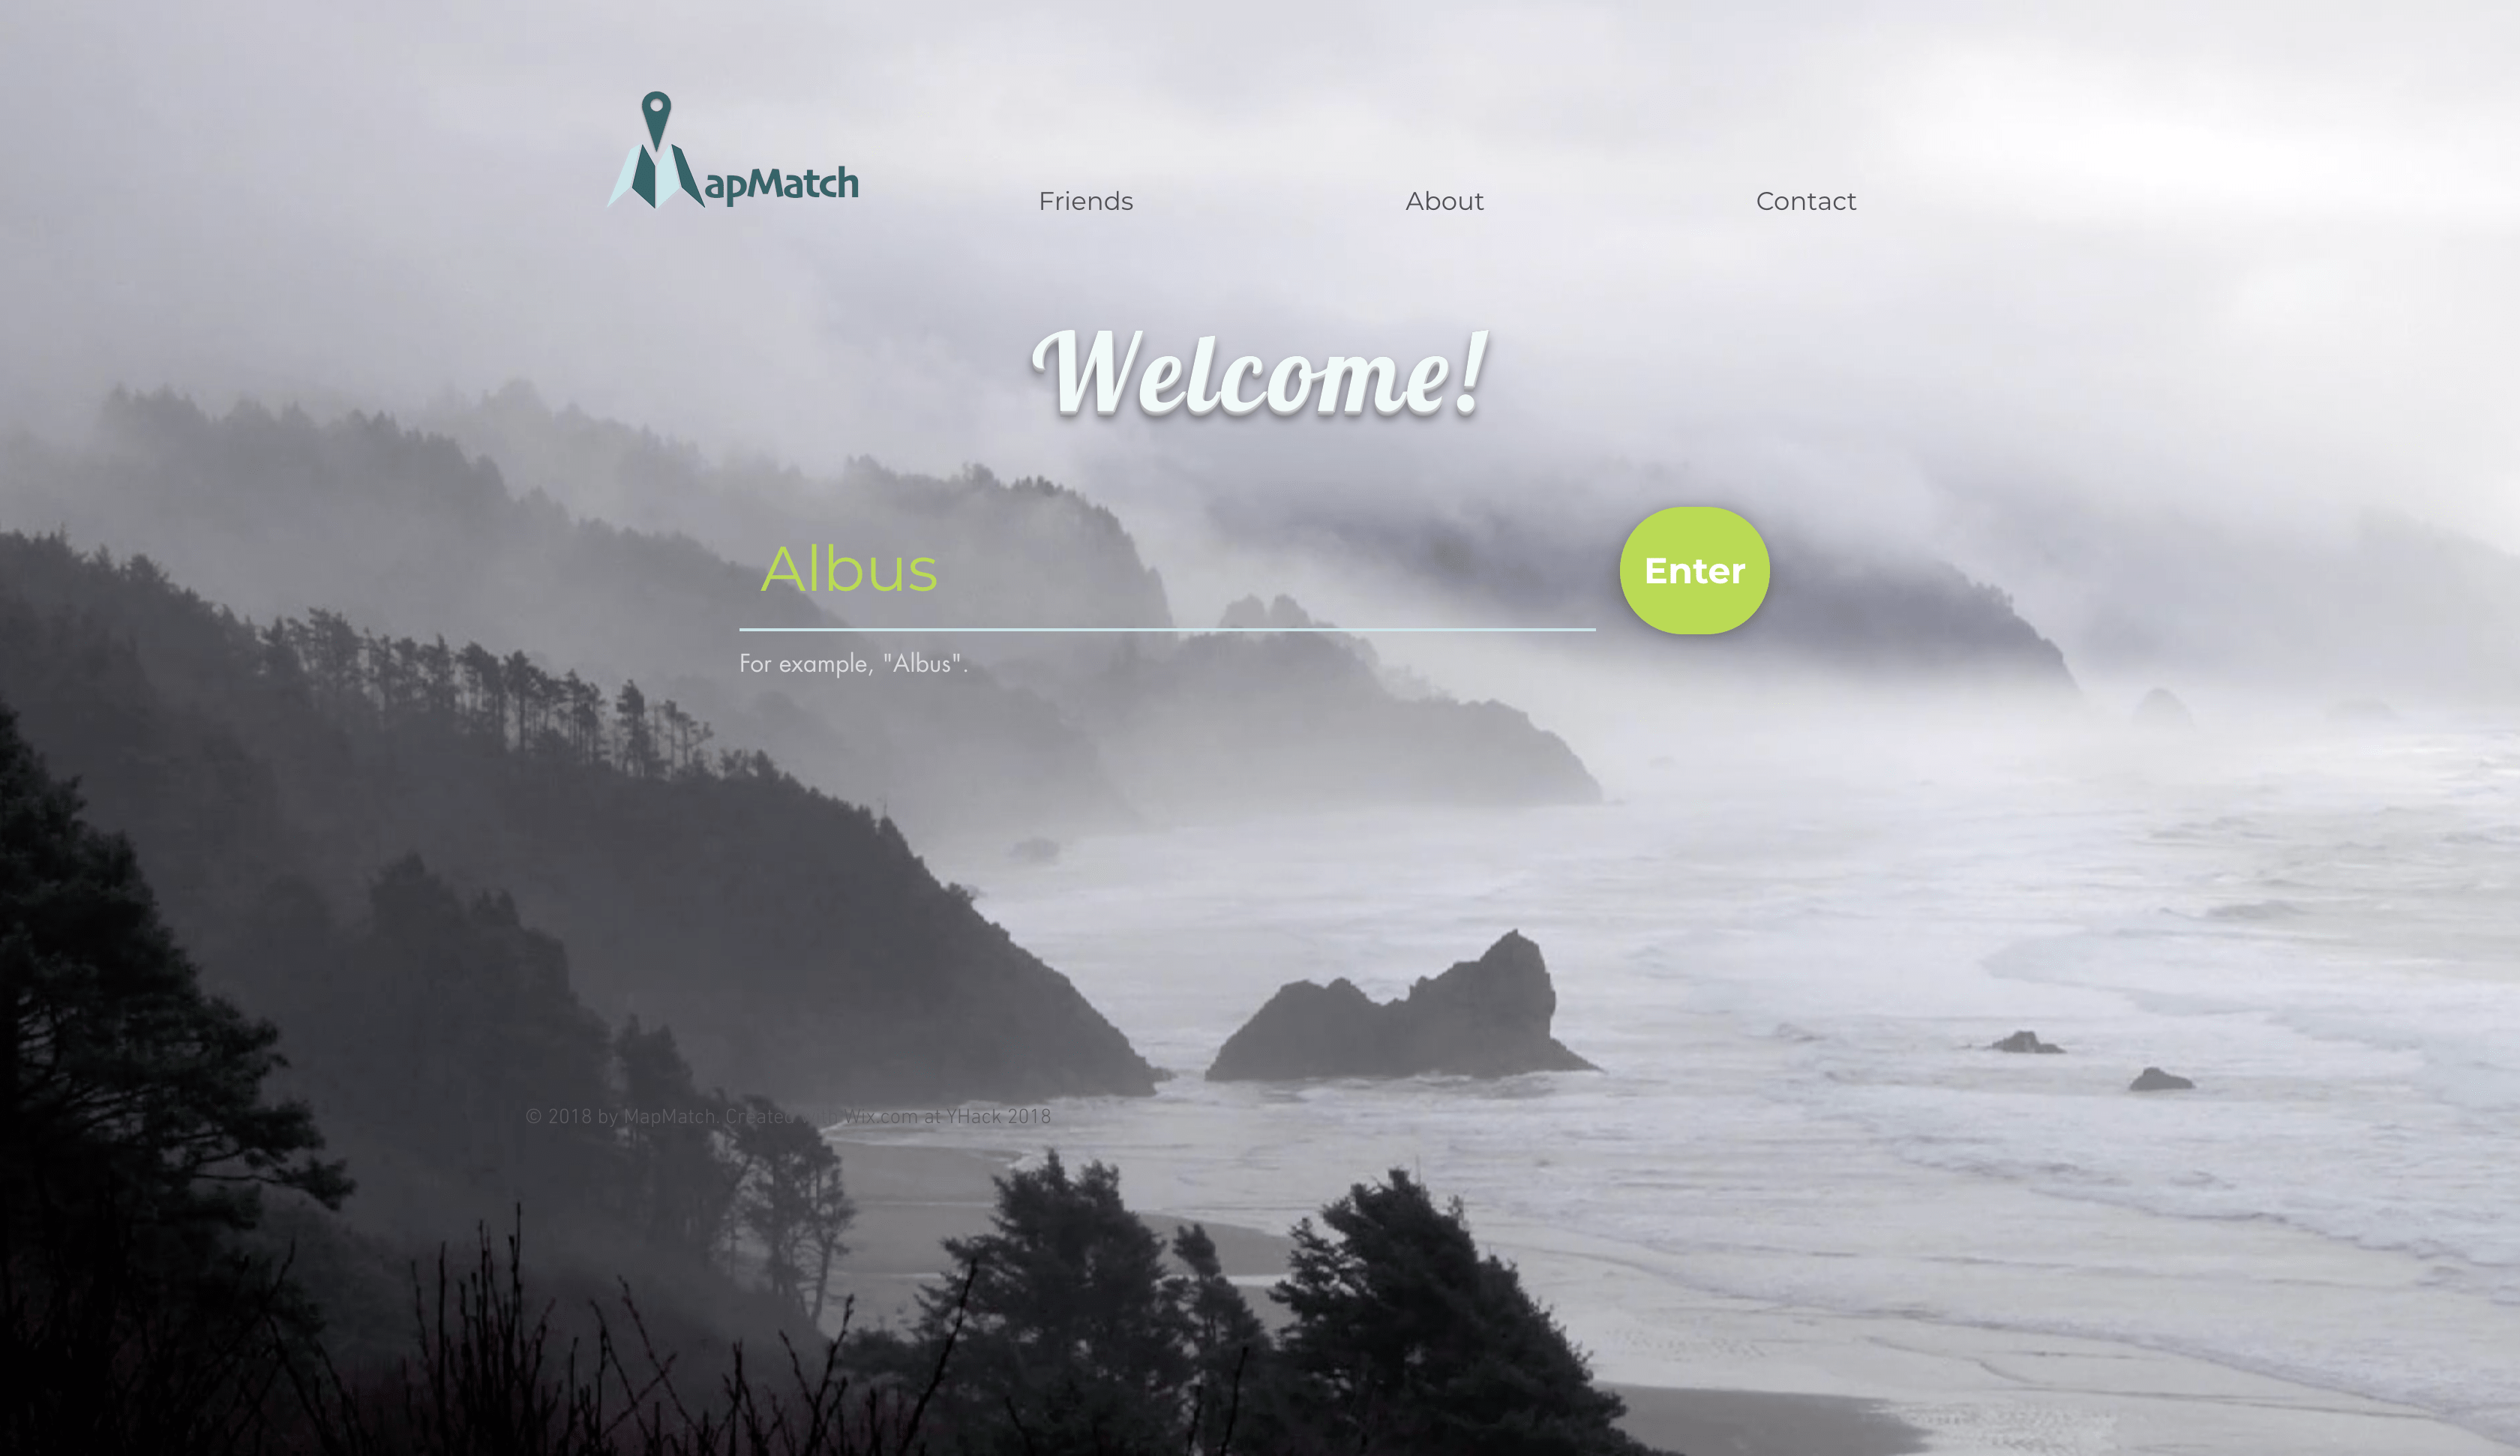 MapMatch
Friends About Contact
Welcome!
Albus
Enter
For example, "Albus".
© 2018 by MapMatch. Created with Wix.com at YHack 2018